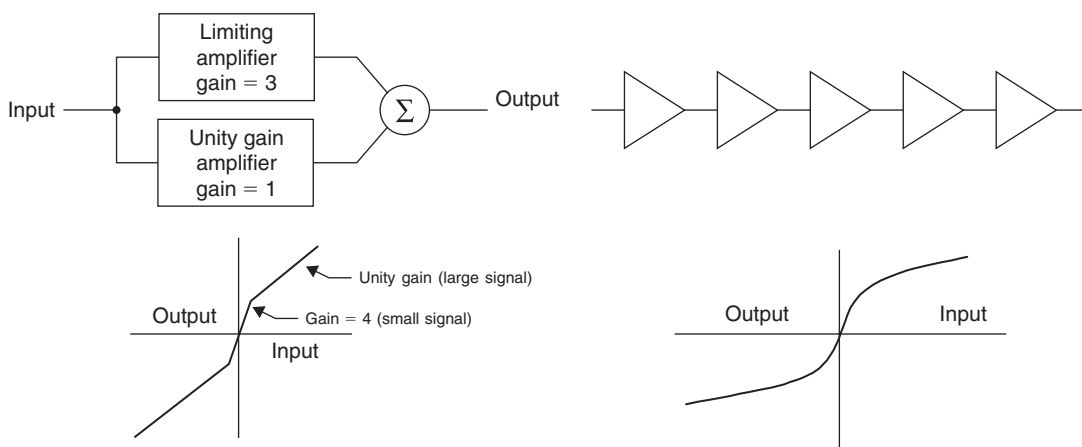 Limiting
amplifier
gain = 3
Input
Σ
Output
Unity gain
amplifier
gain = 1
Unity gain (large signal)
Output
Gain = 4 (small signal)
Input
Output
Input